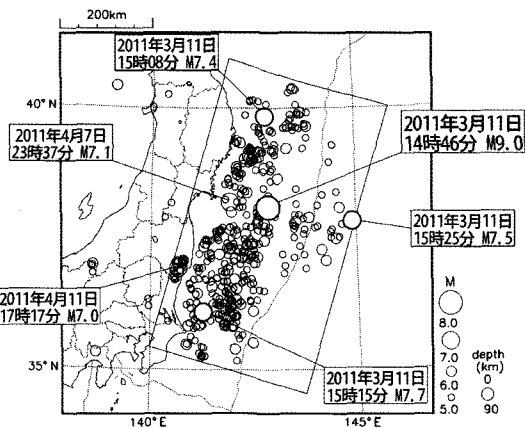 200km
2011年3月11日
15時08分 M7.4
40°N
2011年4月7日
23時37分 M7.1
2011年3月11日
14時46分 M9.0
2011年3月11日
15時25分 M7.5
2011年4月11日
17時17分 M7.0
M
8.0
7.0
6.0
5.0
depth
(km)
0
90
35°N
2011年3月11日
15時15分 M7.7
140°E
145°E